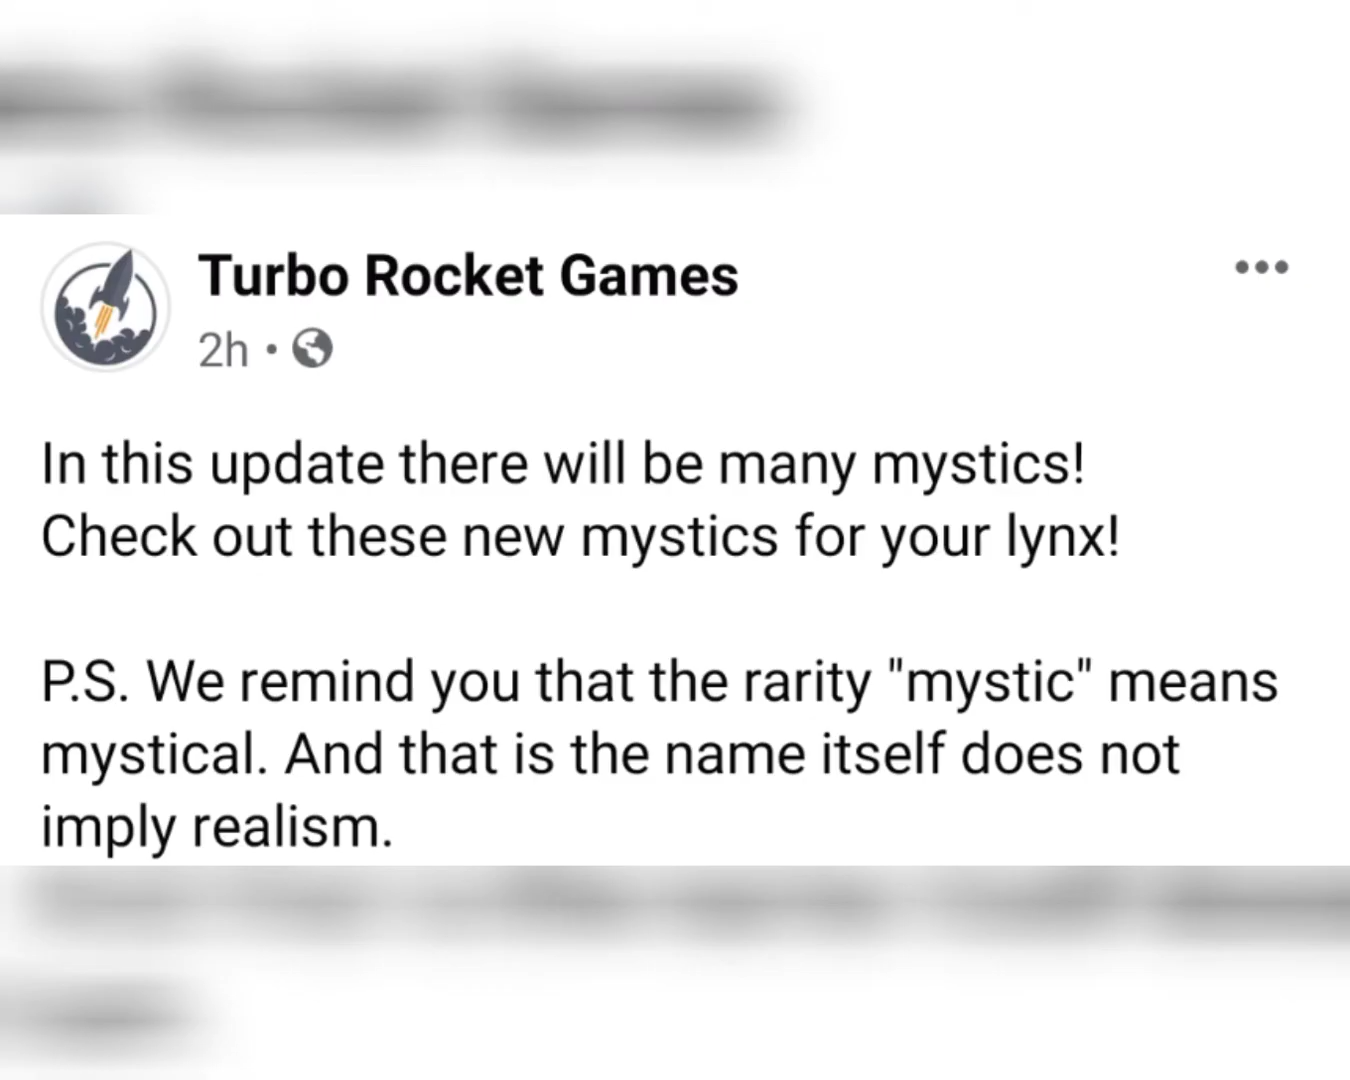 Turbo Rocket Games
2h •
In this update there will be many mystics!
Check out these new mystics for your lynx!
P.S. We remind you that the rarity "mystic" means
mystical. And that is the name itself does not
imply realism.